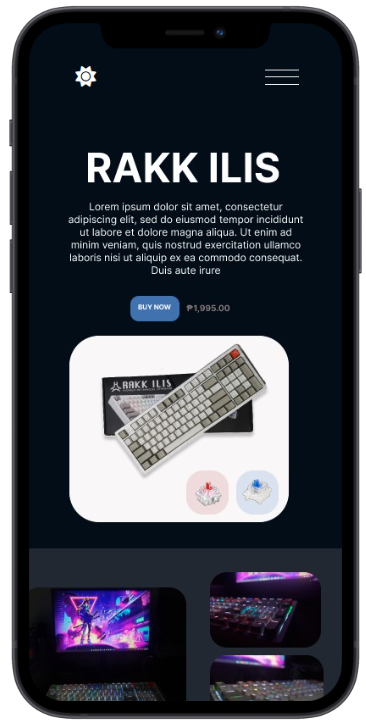 RAKK ILIS
Lorem ipsum dolor sit amet, consectetur
adipiscing elit, sed do eiusmod tempor incididunt
ut labore et dolore magna aliqua. Ut enim ad
minim veniam, quis nostrud exercitation ullamco
laboris nisi ut aliquip ex ea commodo consequat.
Duis aute irure
BUY NOW ₱1,995.00
RAKK ILIS